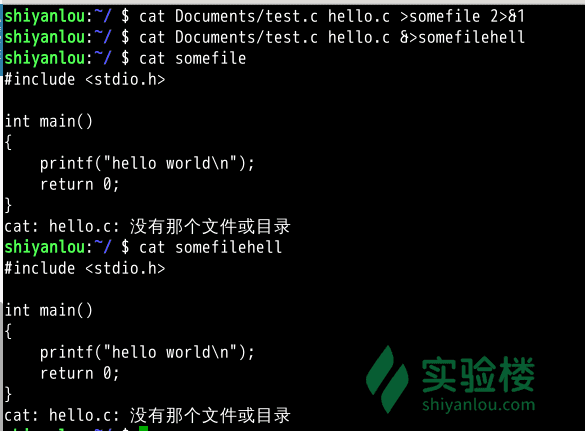 shiyanlou:~/ $ cat Documents/test.c hello.c >somefile 2>&1
shiyanlou:~/ $ cat Documents/test.c hello.c &>somefilehell
shiyanlou:~/ $ cat somefile
#include <stdio.h>

int main()
{
    printf("hello world\n");
    return 0;
}
cat: hello.c: 没有那个文件或目录
shiyanlou:~/ $ cat somefilehell
#include <stdio.h>

int main()
{
    printf("hello world\n");
    return 0;
}
cat: hello.c: 没有那个文件或目录
实验楼
shiyanlou.com